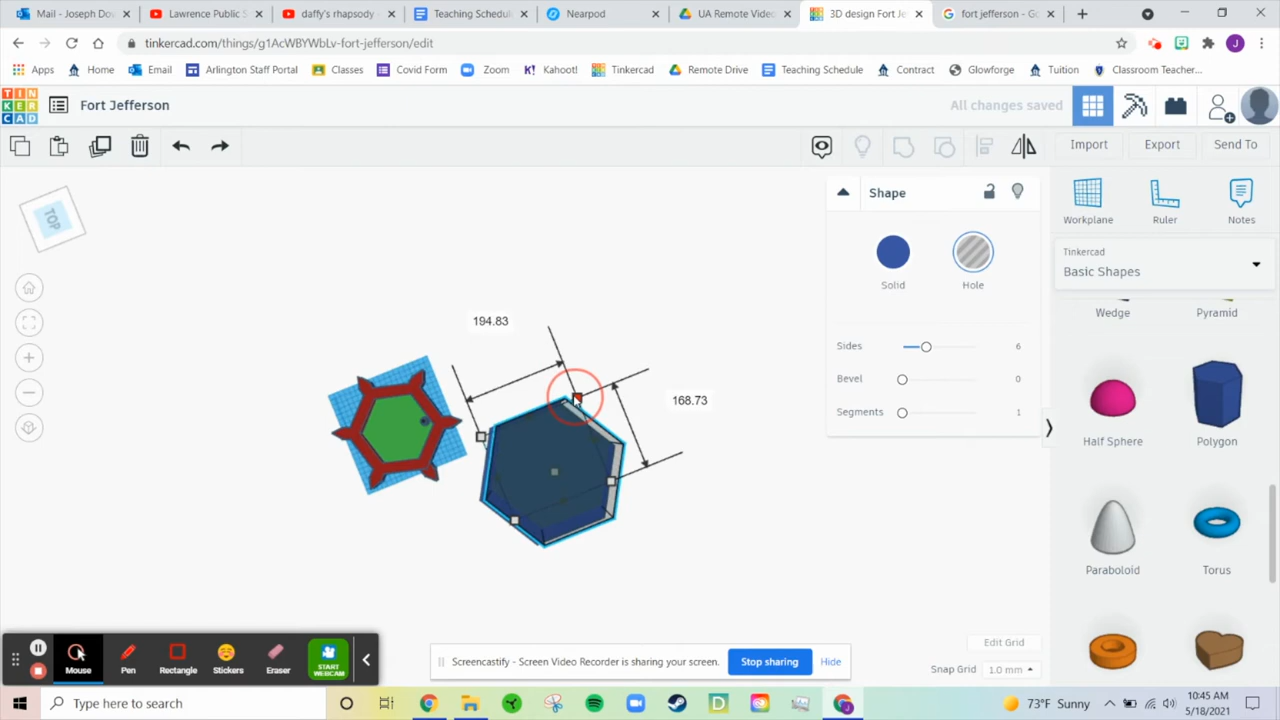 Mail - Joseph Dov
Lawrence Public S
daffy's rhapsody -
Teaching Schedul
Nearpod
UA Remote Video
3D design Fort Je
fort jefferson - Go
tinkercad.com/things/g1AcWBYWbLv-fort-jefferson/edit
Apps
Home
Email
Arlington Staff Portal
Classes
Covid Form
Zoom
Kahoot!
Tinkercad
Remote Drive
Teaching Schedule
Contract
Glowforge
Tuition
Classroom Teacher...
TIN
KER
CAD
Fort Jefferson
All changes saved
Import
Export
Send To
TOP
Shape
Solid
Hole
Sides
6
Bevel
0
Segments
1
194.83
168.73
Workplane
Ruler
Notes
Tinkercad
Basic Shapes
Wedge
Pyramid
Half Sphere
Polygon
Paraboloid
Torus
Edit Grid
Snap Grid
1.0 mm
Mouse
Pen
Rectangle
Stickers
Eraser
START
WEBCAM
Screencastify - Screen Video Recorder is sharing your screen.
Stop sharing
Hide
Type here to search
73°F Sunny
10:45 AM
5/18/2021